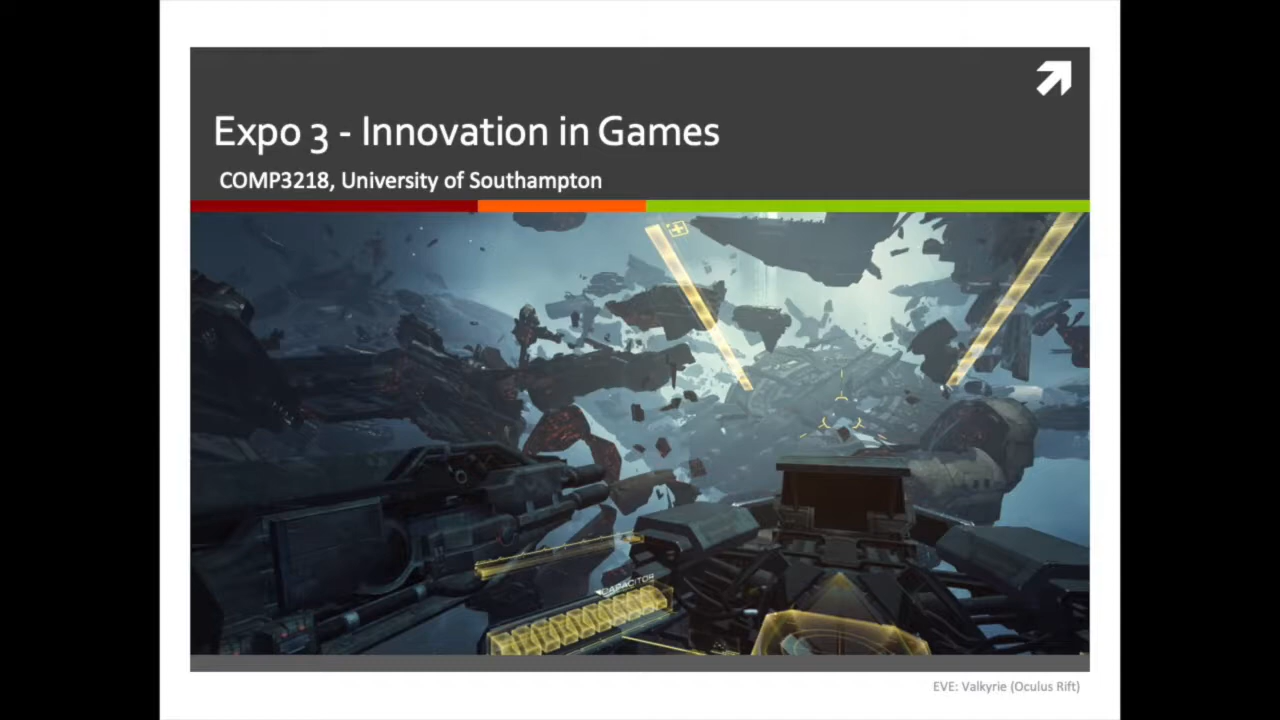 Expo 3 - Innovation in Games
COMP3218, University of Southampton
CAPACITOR
EVE: Valkyrie (Oculus Rift)